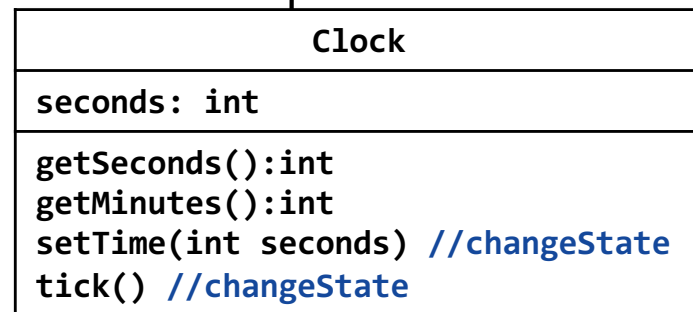 Clock
seconds: int
getSeconds():int
getMinutes():int
setTime(int seconds) //changeState
tick() //changeState